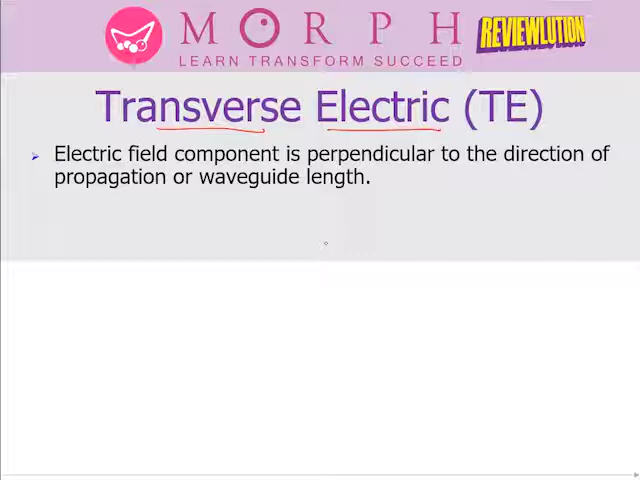 MORPH
REVIEWLUTION
LEARN TRANSFORM SUCCEED
Transverse Electric (TE)
Electric field component is perpendicular to the direction of
propagation or waveguide length.